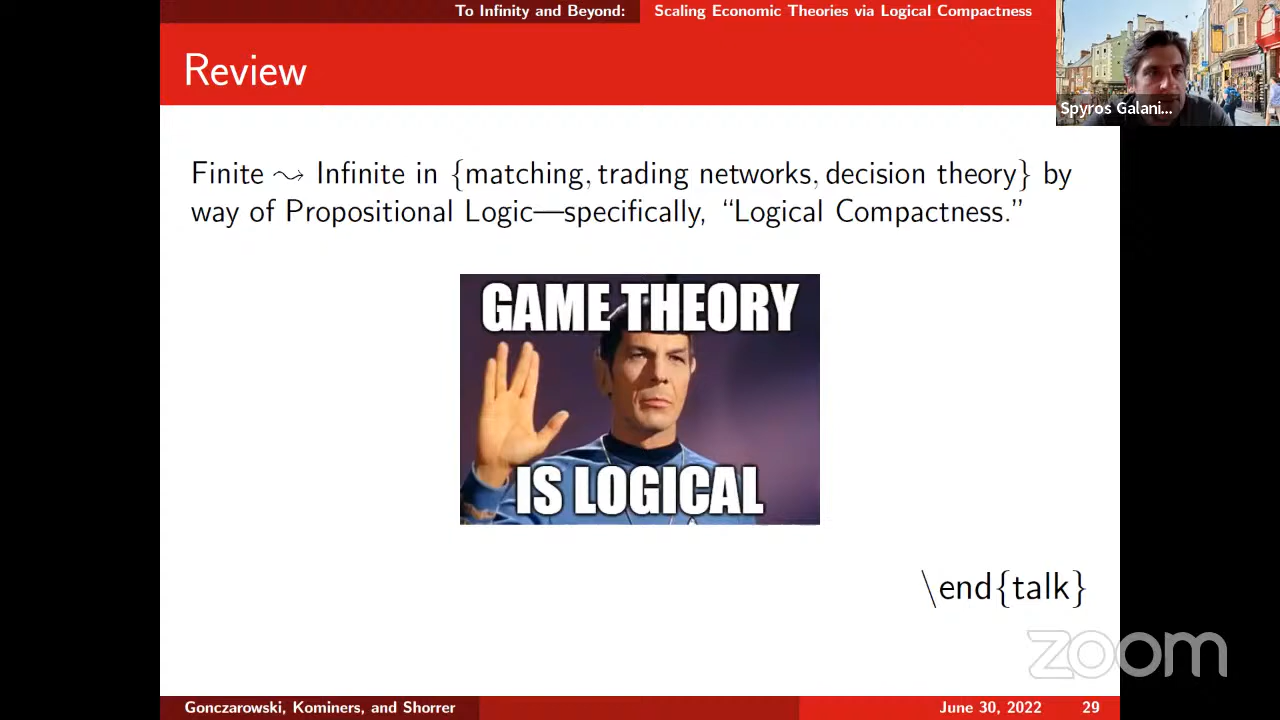 To Infinity and Beyond: Scaling Economic Theories via Logical Compactness
Review
Spyros Galani...
Finite ⇝ Infinite in {matching, trading networks, decision theory} by
way of Propositional Logic—specifically, “Logical Compactness.”
GAME THEORY
IS LOGICAL
\end{talk}
zoom
Gonczarowski, Kominers, and Shorrer June 30, 2022 29